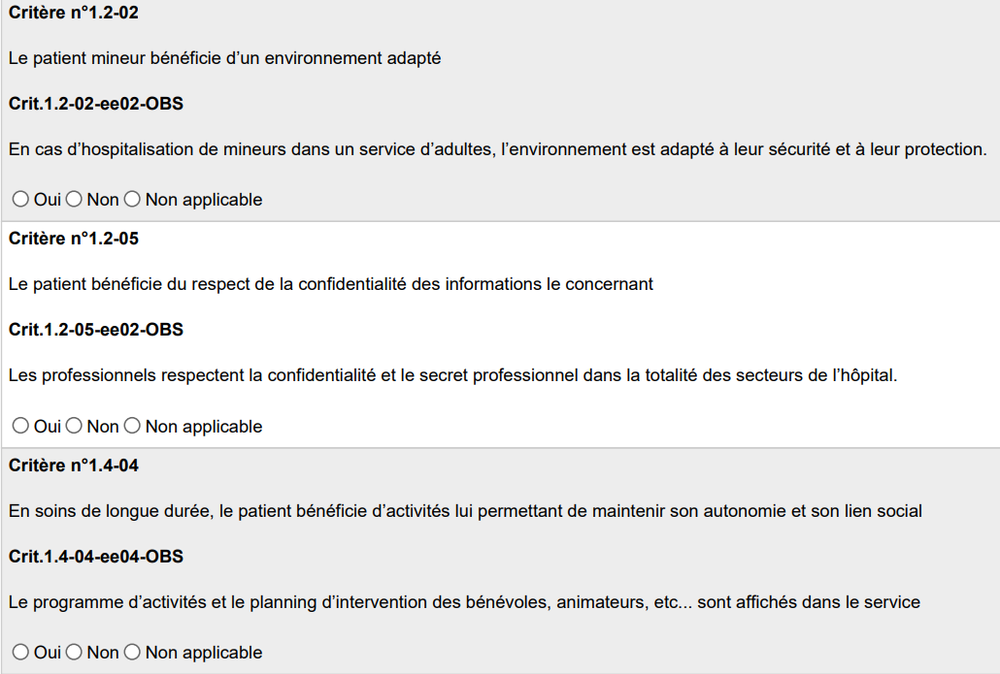 Critère n°1.2-02
Le patient mineur bénéficie d’un environnement adapté
Crit.1.2-02-ee02-OBS
En cas d’hospitalisation de mineurs dans un service d’adultes, l’environnement est adapté à leur sécurité et à leur protection.
Oui Non Non applicable
Critère n°1.2-05
Le patient bénéficie du respect de la confidentialité des informations le concernant
Crit.1.2-05-ee02-OBS
Les professionnels respectent la confidentialité et le secret professionnel dans la totalité des secteurs de l’hôpital.
Oui Non Non applicable
Critère n°1.4-04
En soins de longue durée, le patient bénéficie d’activités lui permettant de maintenir son autonomie et son lien social
Crit.1.4-04-ee04-OBS
Le programme d’activités et le planning d’intervention des bénévoles, animateurs, etc... sont affichés dans le service
Oui Non Non applicable